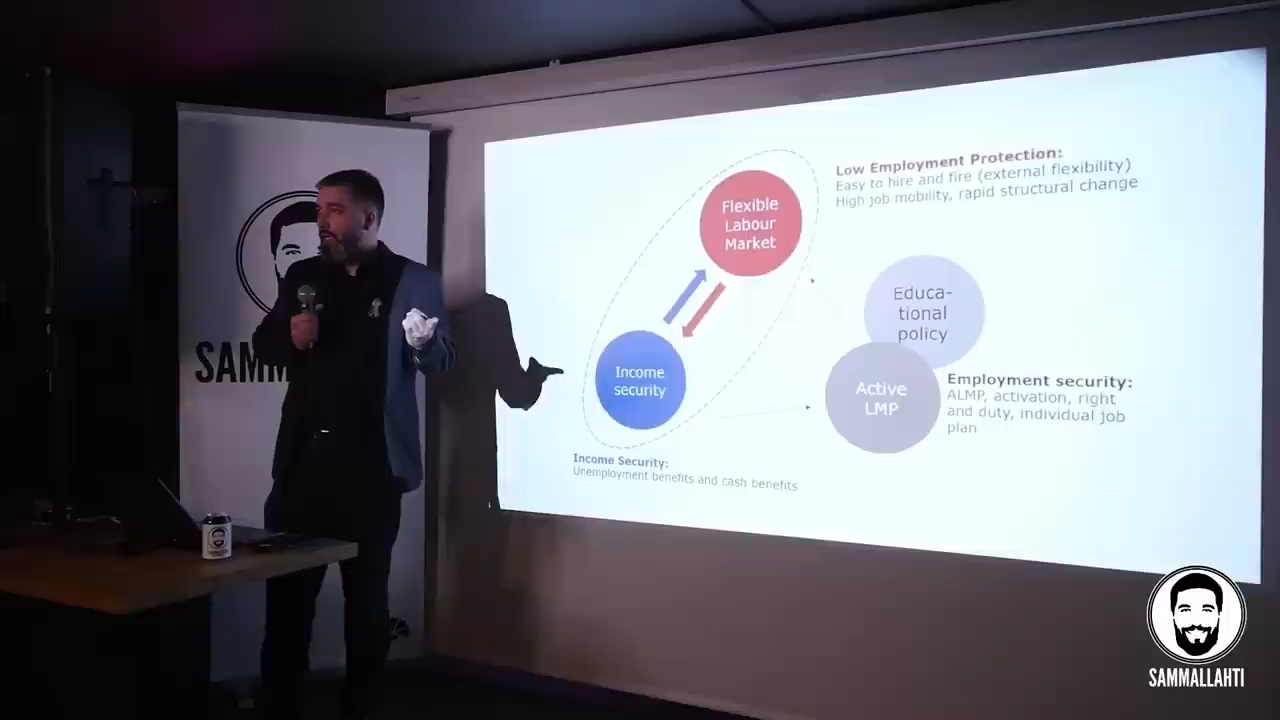 SAMM
Flexible
Labour
Market
Low Employment Protection:
Easy to hire and fire (external flexibility)
High job mobility, rapid structural change
Educa-
tional
policy
Income
security
Active
LMP
Employment security:
ALMP, activation, right
and duty, individual job
plan
Income Security:
Unemployment benefits and cash benefits
SAMMALLAHTI